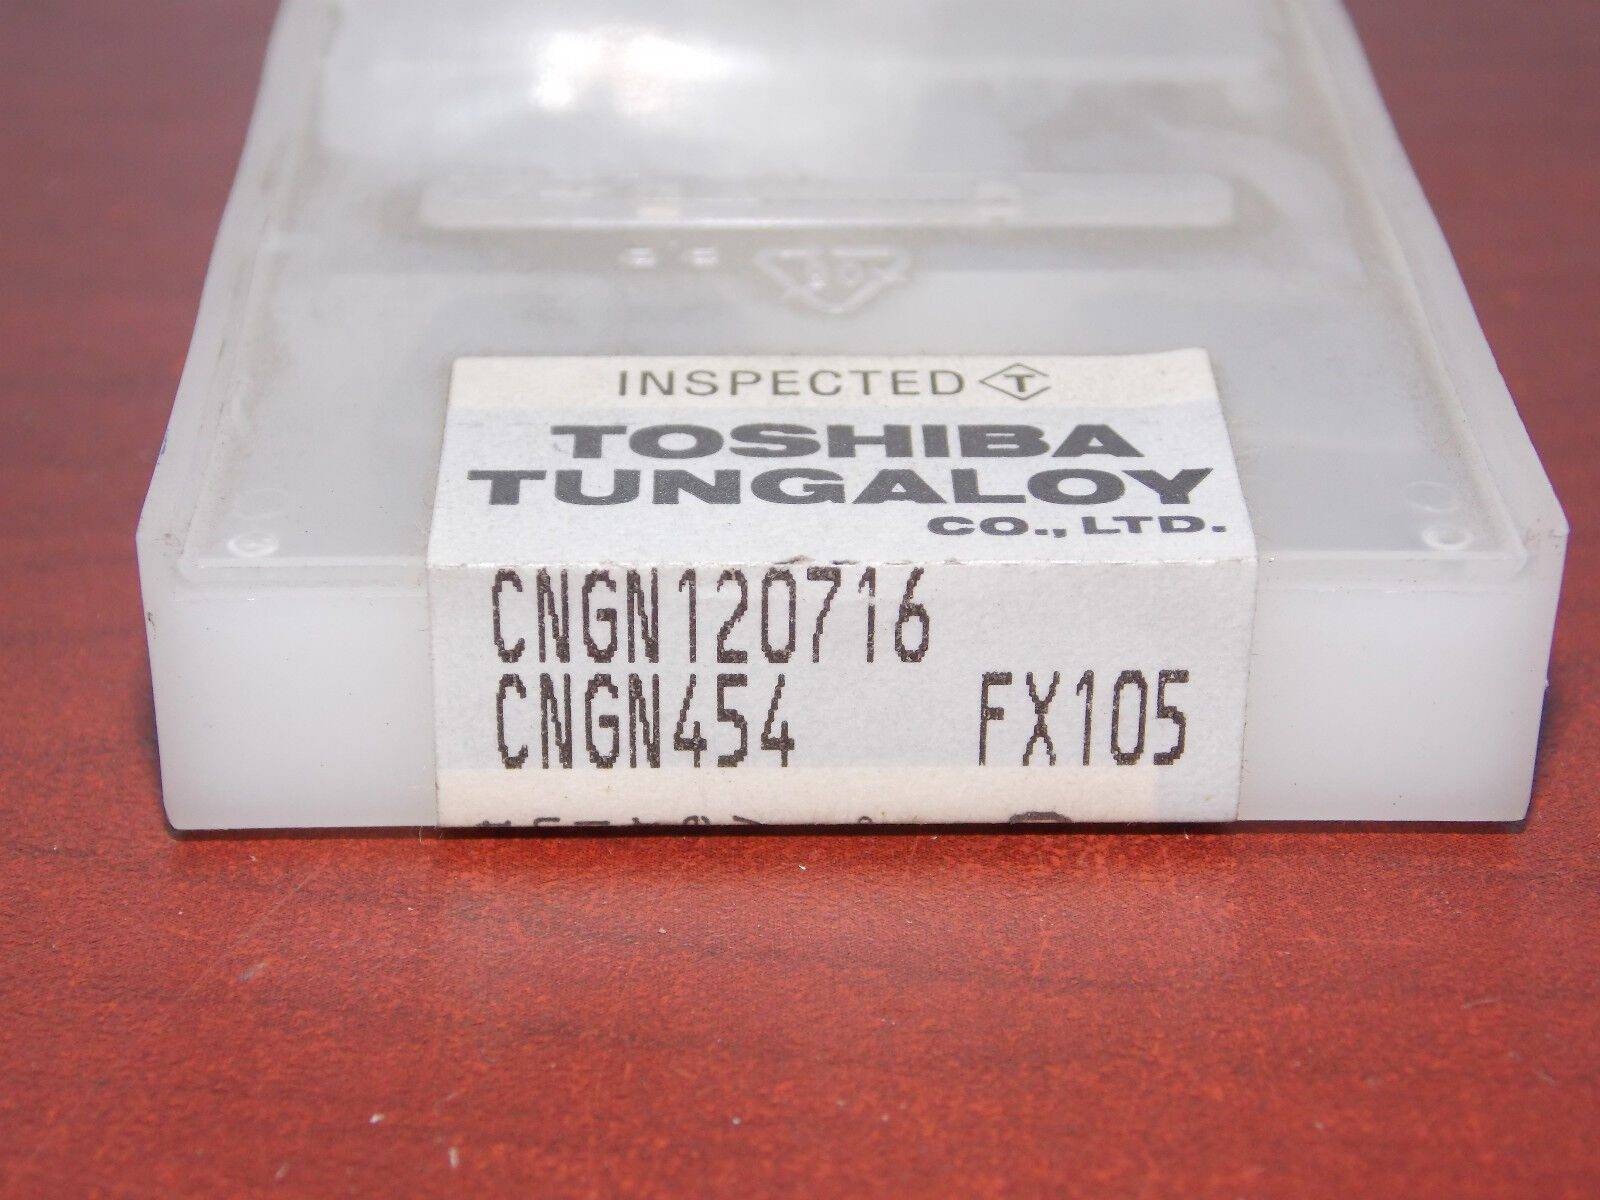 INSPECTED T
TOSHIBA
TUNGALOY
CO., LTD.
CNGN120716
CNGN454 FX105